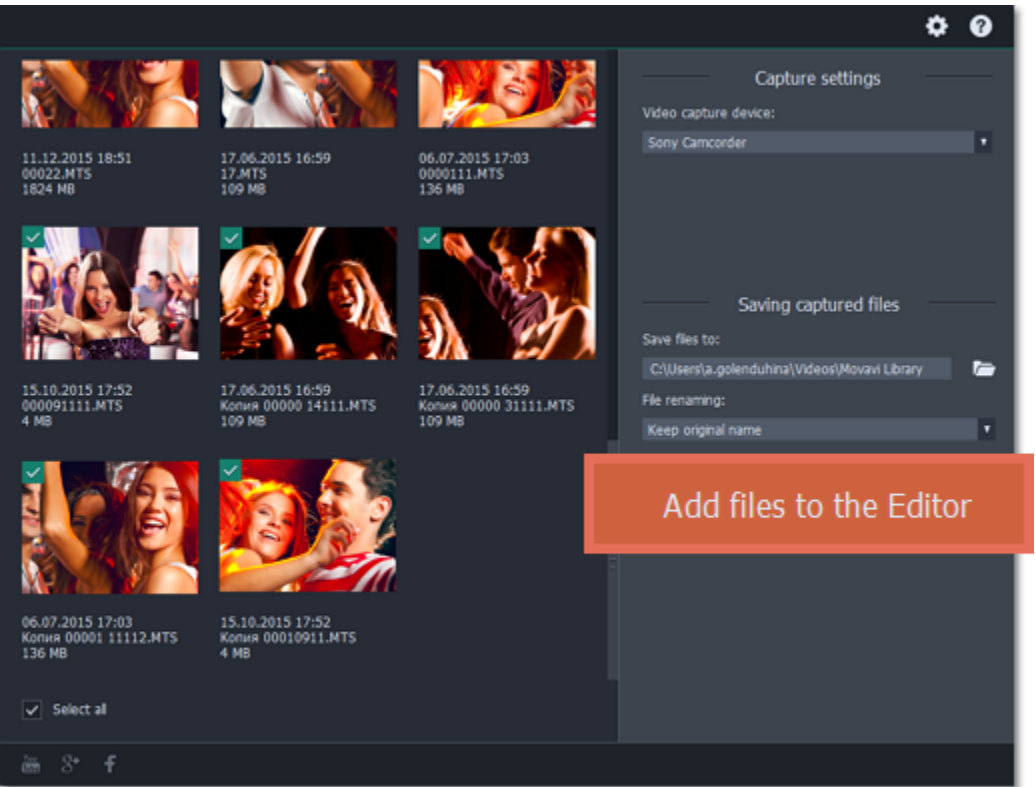 Capture settings
Video capture device:
Sony Camcorder
11.12.2015 18:51
00022.MTS
1824 MB
17.06.2015 16:59
17.MTS
109 MB
06.07.2015 17:03
0000111.MTS
136 MB
15.10.2015 17:52
000091111.MTS
4 MB
17.06.2015 16:59
Копия 00000 14111.MTS
109 MB
17.06.2015 16:59
Копия 00000 31111.MTS
109 MB
Saving captured files
Save files to:
C:\Users\a.golenduhina\Videos\Movavi Library
File renaming:
Keep original name
Add files to the Editor
06.07.2015 17:03
Копия 00001 11112.MTS
136 MB
15.10.2015 17:52
Копия 00010911.MTS
4 MB
Select all